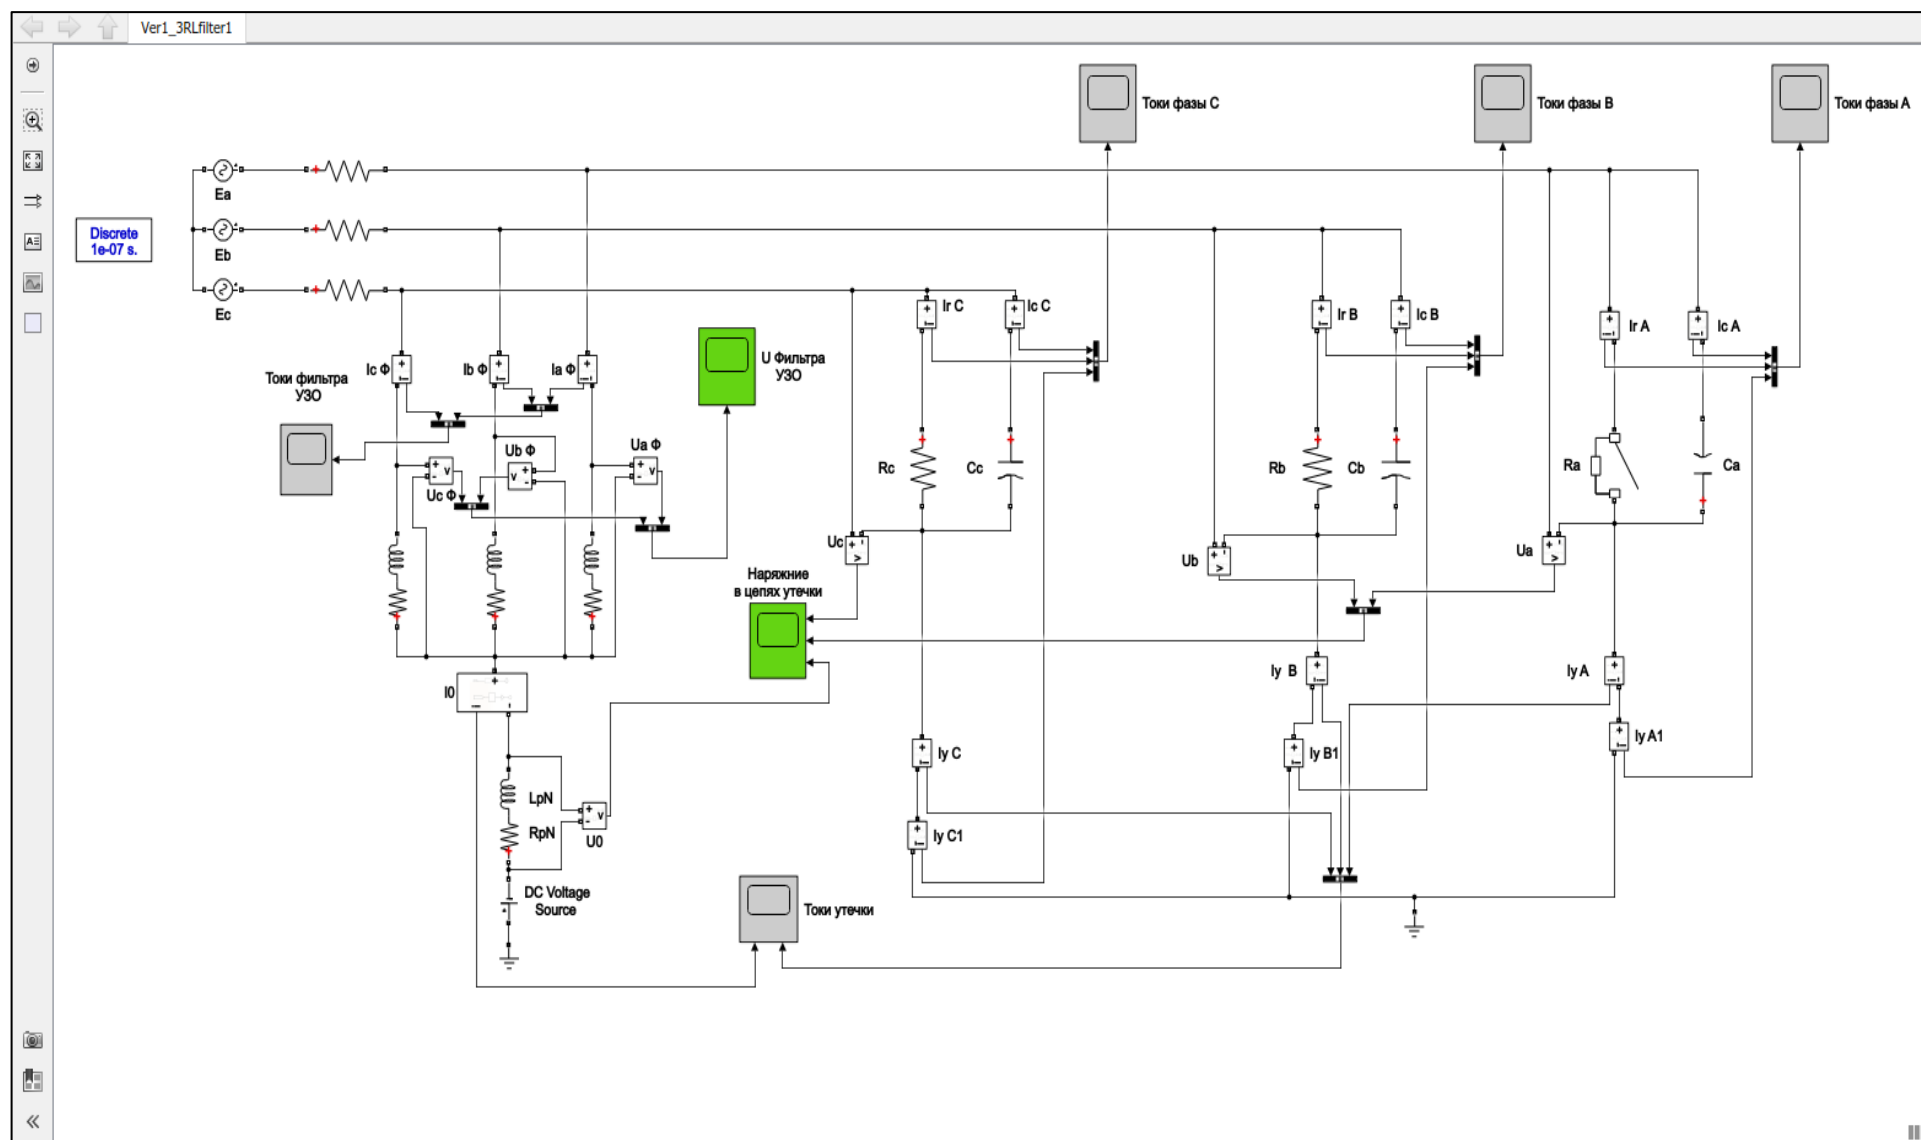 Ver1_3RLfilter1
Токи фазы C
Токи фазы B
Токи фазы A
Ea
Discrete
1e-07 s.
Eb
Ec
Ir C
Ic C
Ir B
Ic B
Ir A
Ic A
U Фильтра
УЗО
Токи фильтра
УЗО
Ic Ф
Ib Ф
Ia Ф
Ub Ф
Ua Ф
Uc Ф
Rc
Cc
Rb
Cb
Ra
Ca
Uc
Ub
Ua
Наряжние
в цепях утечки
I0
Iy B
Iy A
Iy C
Iy B1
Iy A1
LpN
RpN
U0
Iy C1
DC Voltage
Source
Токи утечки